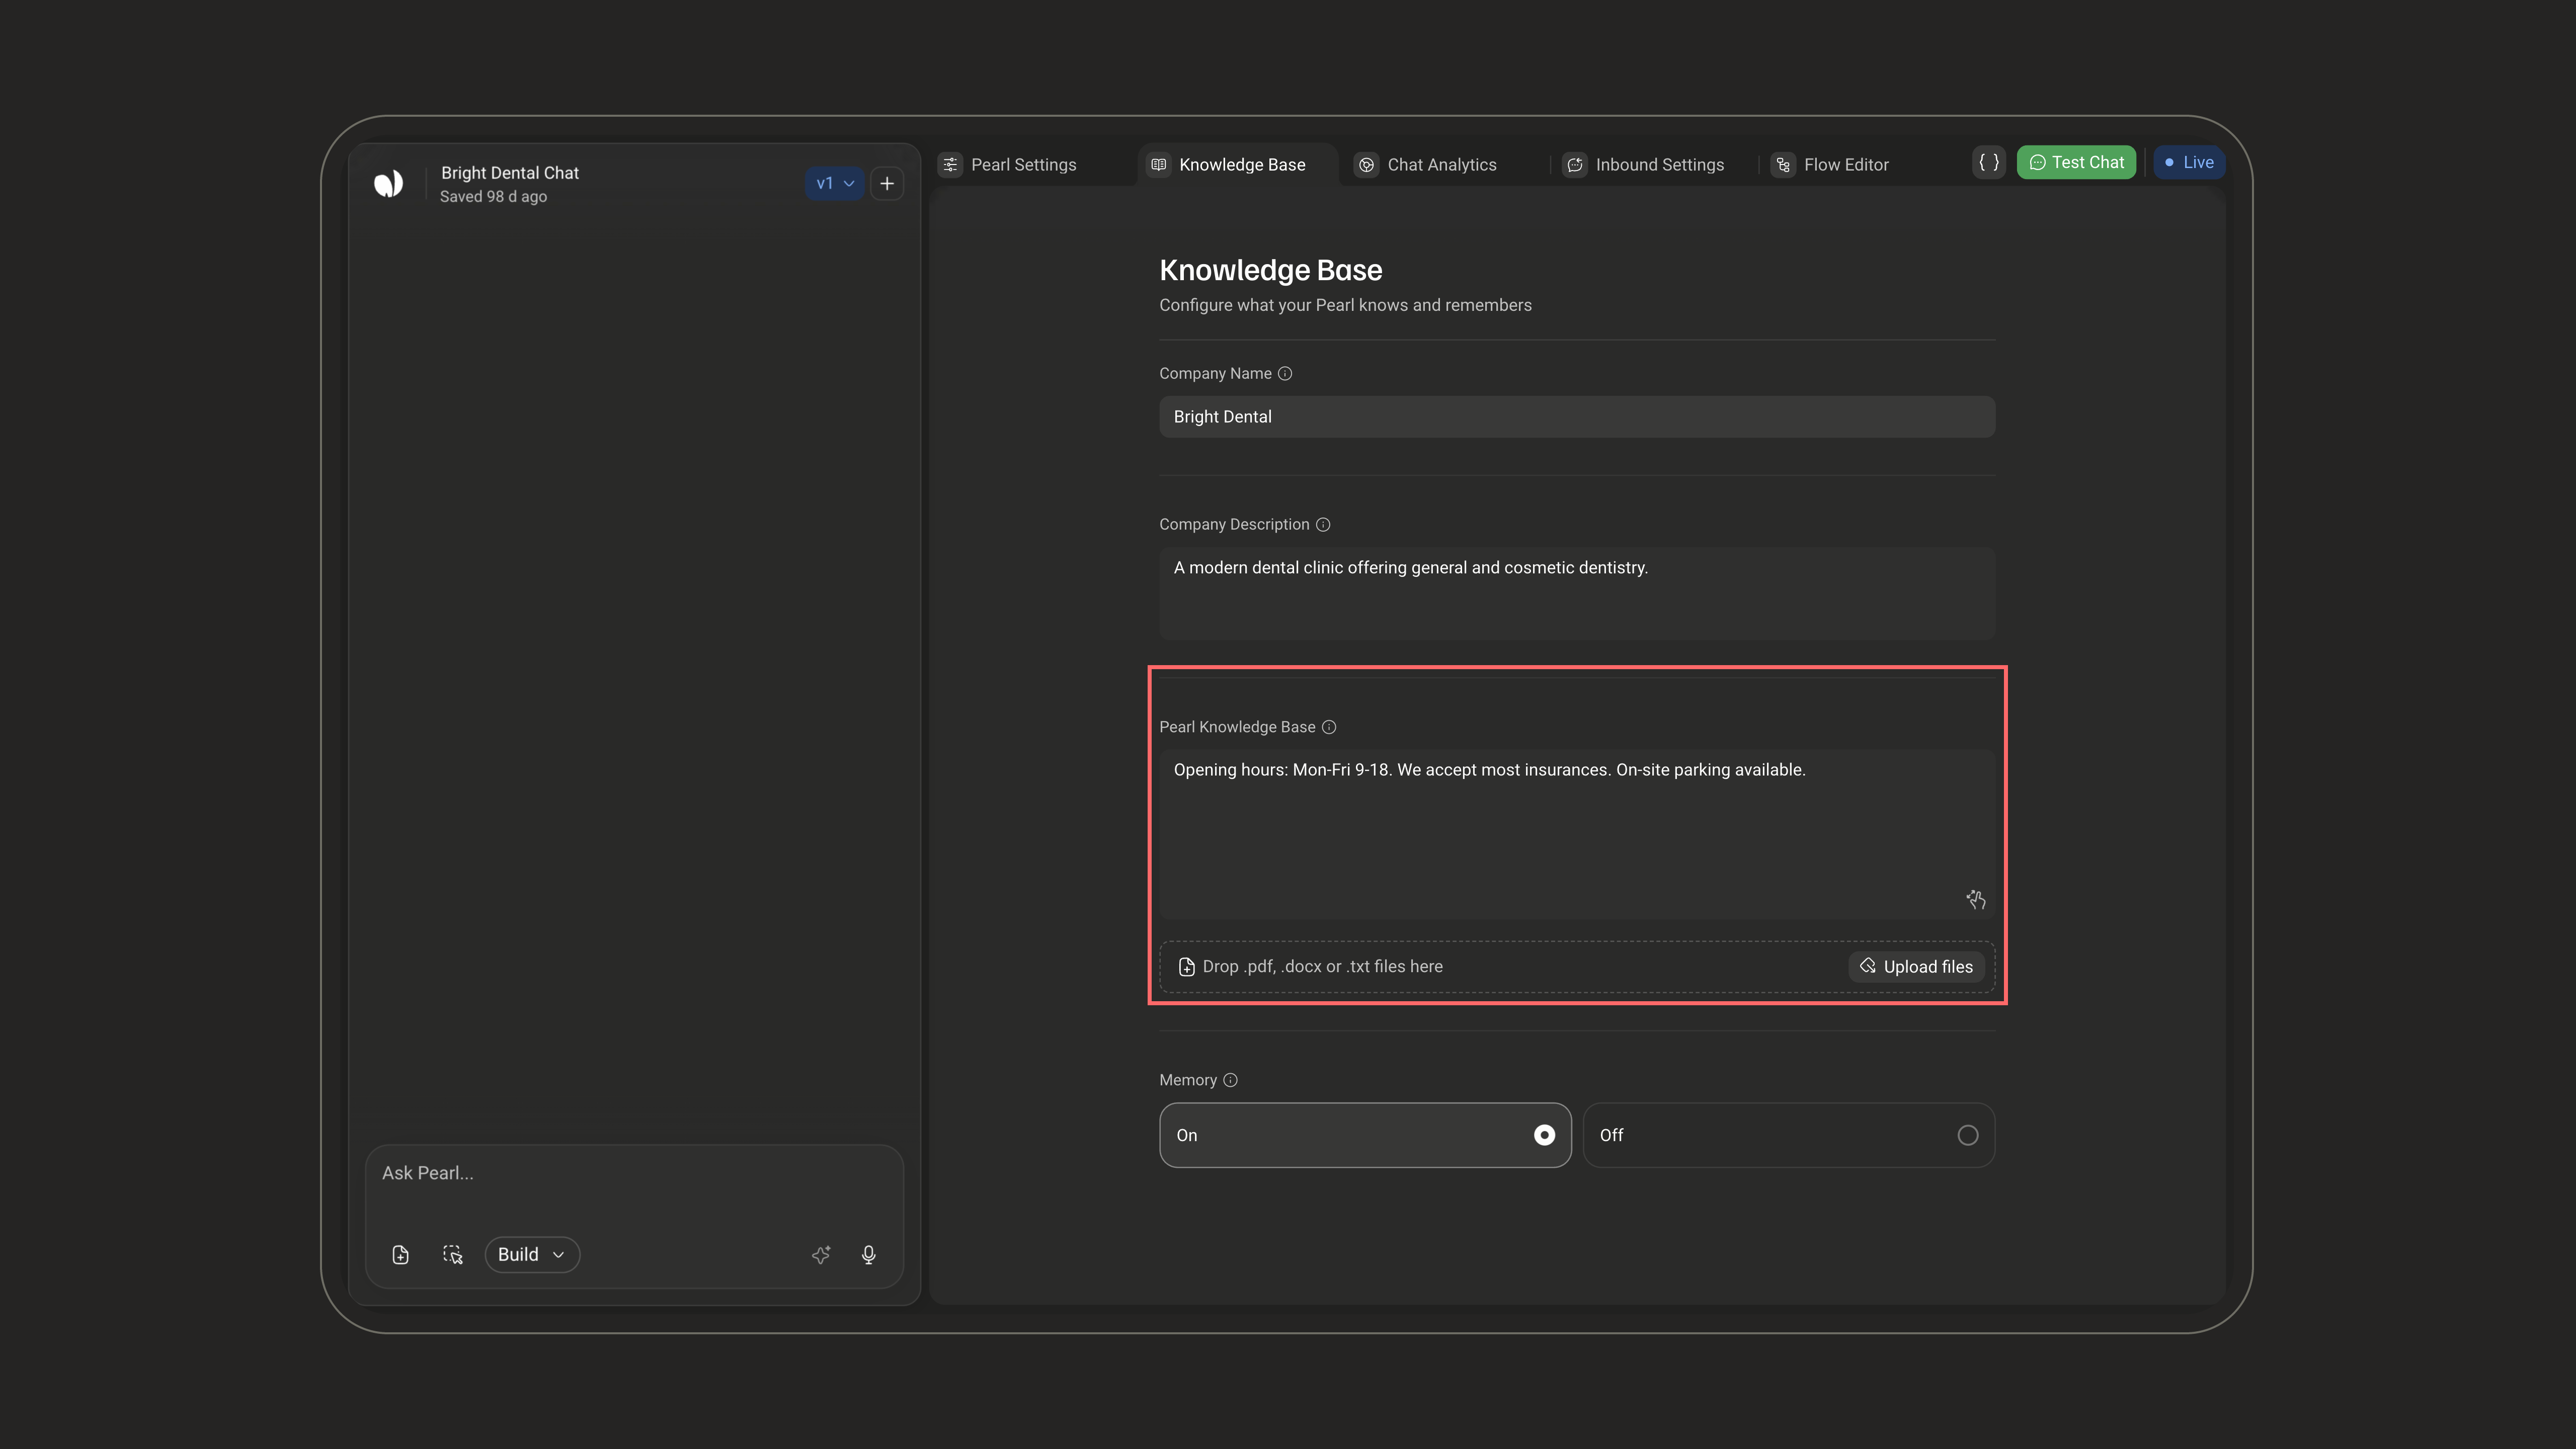 Bright Dental Chat
Saved 98 d ago
v1
Pearl Settings
Knowledge Base
Chat Analytics
Inbound Settings
Flow Editor
{ }
Test Chat
Live
Knowledge Base
Configure what your Pearl knows and remembers
Company Name
Bright Dental
Company Description
A modern dental clinic offering general and cosmetic dentistry.
Pearl Knowledge Base
Opening hours: Mon-Fri 9-18. We accept most insurances. On-site parking available.
Drop .pdf, .docx or .txt files here
Upload files
Memory
On
Off
Ask Pearl...
Build